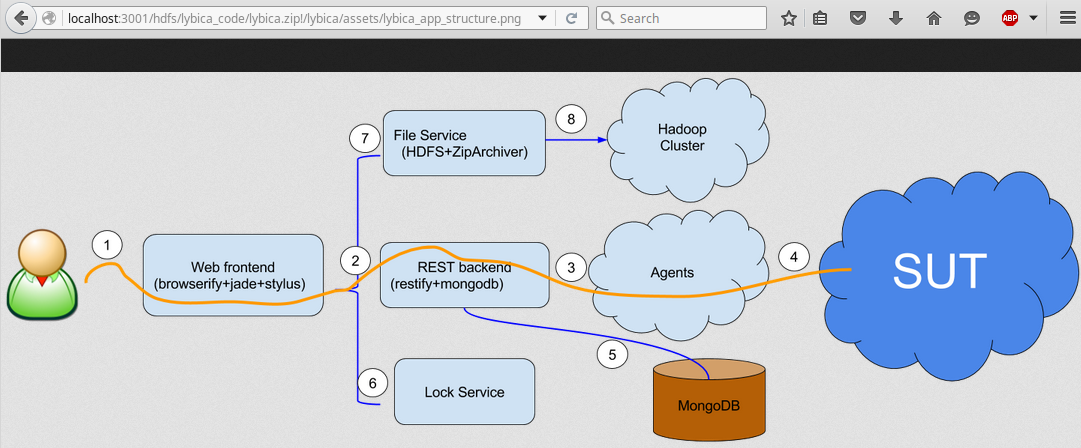 localhost:3001/hdfs/lybica_code/lybica.zip!/lybica/assets/lybica_app_structure.png
Search
ABP
7
File Service
(HDFS+ZipArchiver)
8
Hadoop
Cluster
1
Web frontend
(browserify+jade+stylus)
2
REST backend
(restify+mongodb)
3
Agents
4
SUT
5
6
Lock Service
MongoDB